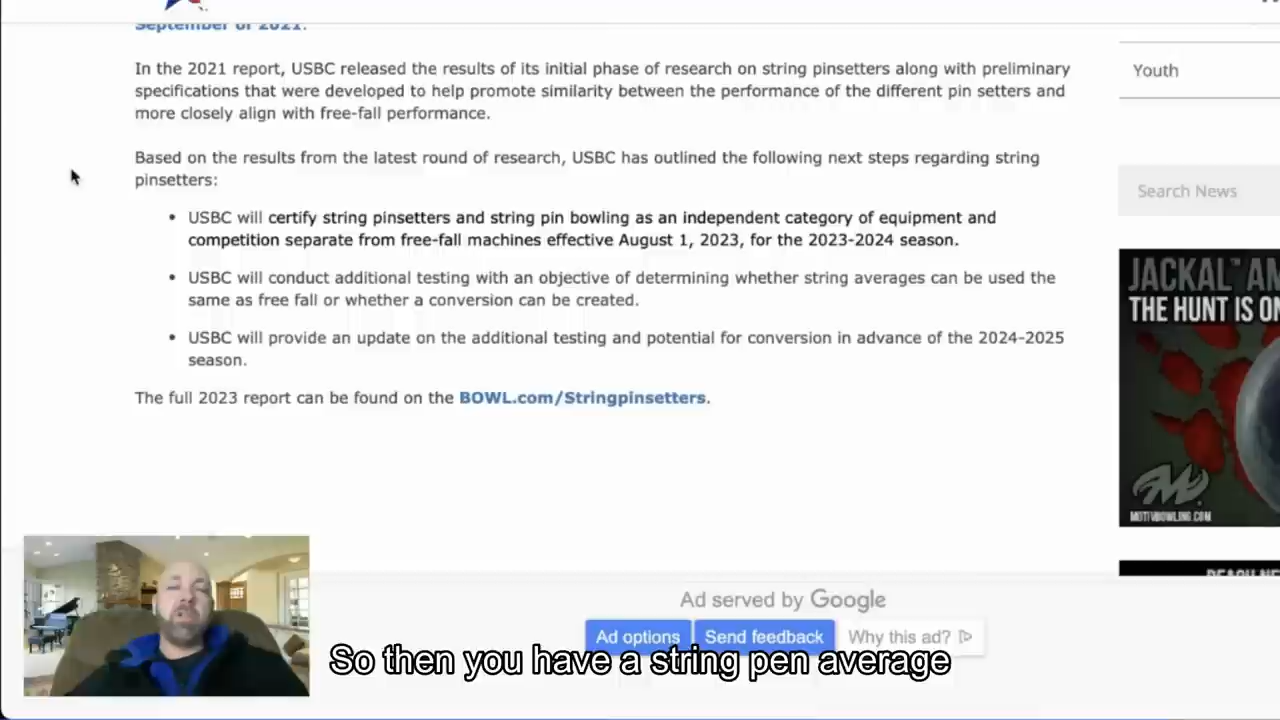 September of 2021.
In the 2021 report, USBC released the results of its initial phase of research on string pinsetters along with preliminary
specifications that were developed to help promote similarity between the performance of the different pin setters and
more closely align with free-fall performance.
Based on the results from the latest round of research, USBC has outlined the following next steps regarding string
pinsetters:
• USBC will certify string pinsetters and string pin bowling as an independent category of equipment and
competition separate from free-fall machines effective August 1, 2023, for the 2023-2024 season.
• USBC will conduct additional testing with an objective of determining whether string averages can be used the
same as free fall or whether a conversion can be created.
• USBC will provide an update on the additional testing and potential for conversion in advance of the 2024-2025
season.
The full 2023 report can be found on the BOWL.com/Stringpinsetters.
Youth
Search News
JACKAL™ AM
THE HUNT IS ON
MOTIVBOWLING.COM
Ad served by Google
Ad options
Send feedback
Why this ad?
So then you have a string pen average